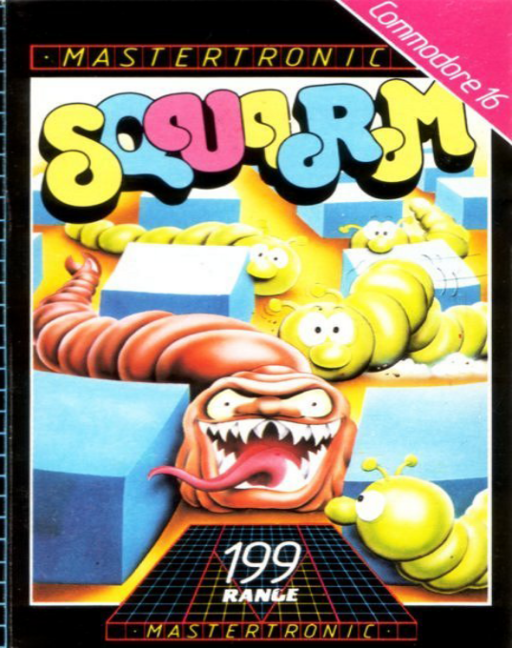 MASTERTRONIC
Commodore 16
SQUIRM
199
RANGE
MASTERTRONIC